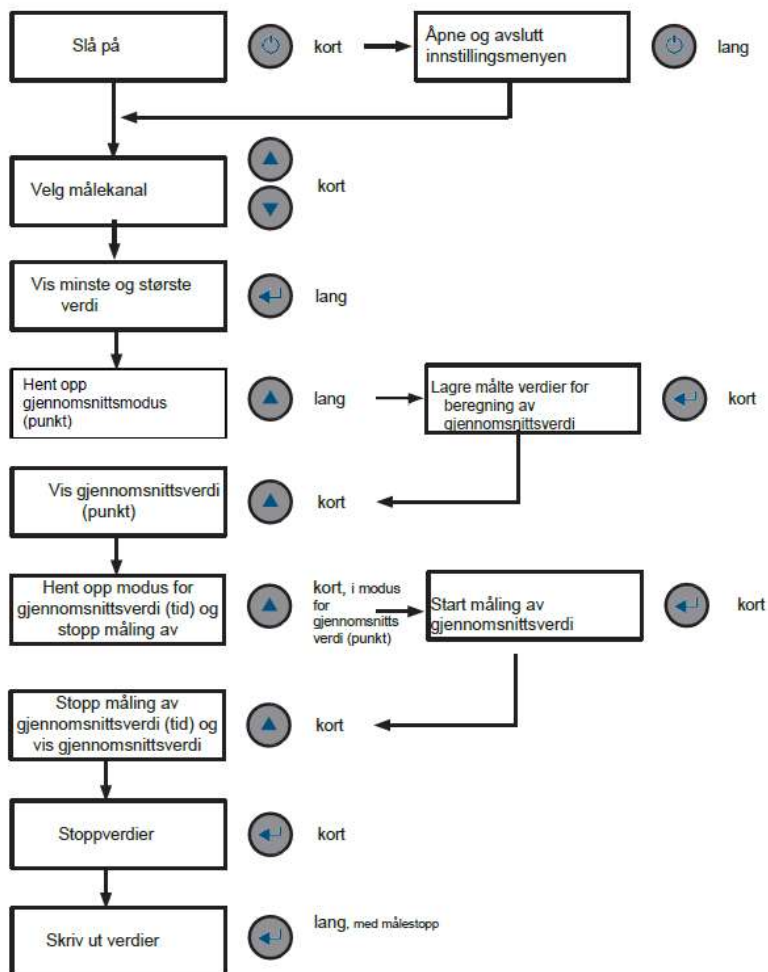 Slå på
kort
Åpne og avslutt
innstillingsmenyen
lang
Velg målekanal
kort
Vis minste og største
verdi
lang
Hent opp
gjennomsnittsmodus
(punkt)
lang
Lagre målte verdier for
beregning av
gjennomsnittverdi
kort
Vis gjennomsnittsverdi
(punkt)
kort
Hent opp modus for
gjennomsnittsverdi (tid) og
stopp måling av
kort, i modus
for
gjennomsnitts
verdi (punkt)
Start måling av
gjennomsnittverdi
kort
Stopp måling av
gjennomsnittsverdi (tid) og
vis gjennomsnittsverdi
kort
Stoppverdier
kort
Skriv ut verdier
lang, med målestopp